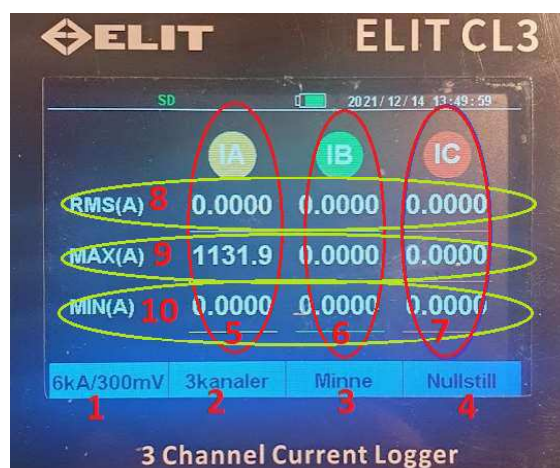 ELIT ELIT CL3
SD 2021/12/14 13:49:59
IA IB IC
RMS(A) 8 0.0000 0.0000 0.0000
MAX(A) 9 1131.9 0.0000 0.0000
MIN(A) 10 0.0000 0.0000 0.0000
5 6 7
6kA/300mV 3kanaler Minne Nullstill
1 2 3 4
3 Channel Current Logger